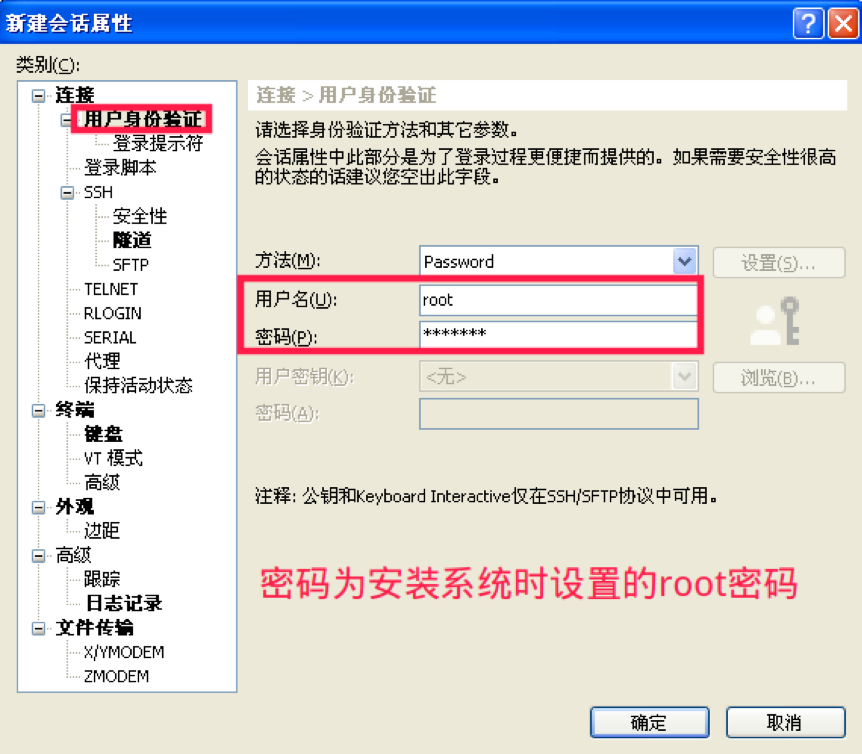 新建会话属性
类别(C):
连接
用户身份验证
登录提示符
登录脚本
SSH
安全性
隧道
SFTP
TELNET
RLOGIN
SERIAL
代理
保持活动状态
终端
键盘
VT 模式
高级
外观
边距
高级
跟踪
日志记录
文件传输
X/YMODEM
ZMODEM
连接 > 用户身份验证
请选择身份验证方法和其它参数。
会话属性中此部分是为了登录过程更便捷而提供的。如果需要安全性很高
的状态的话建议您空出此字段。
方法(M): Password 设置(S)...
用户名(U): root
密码(P): *******
用户密钥(K): <无> 浏览(B)...
密码(A):
注释: 公钥和Keyboard Interactive仅在SSH/SFTP协议中可用。
密码为安装系统时设置的root密码
确定 取消